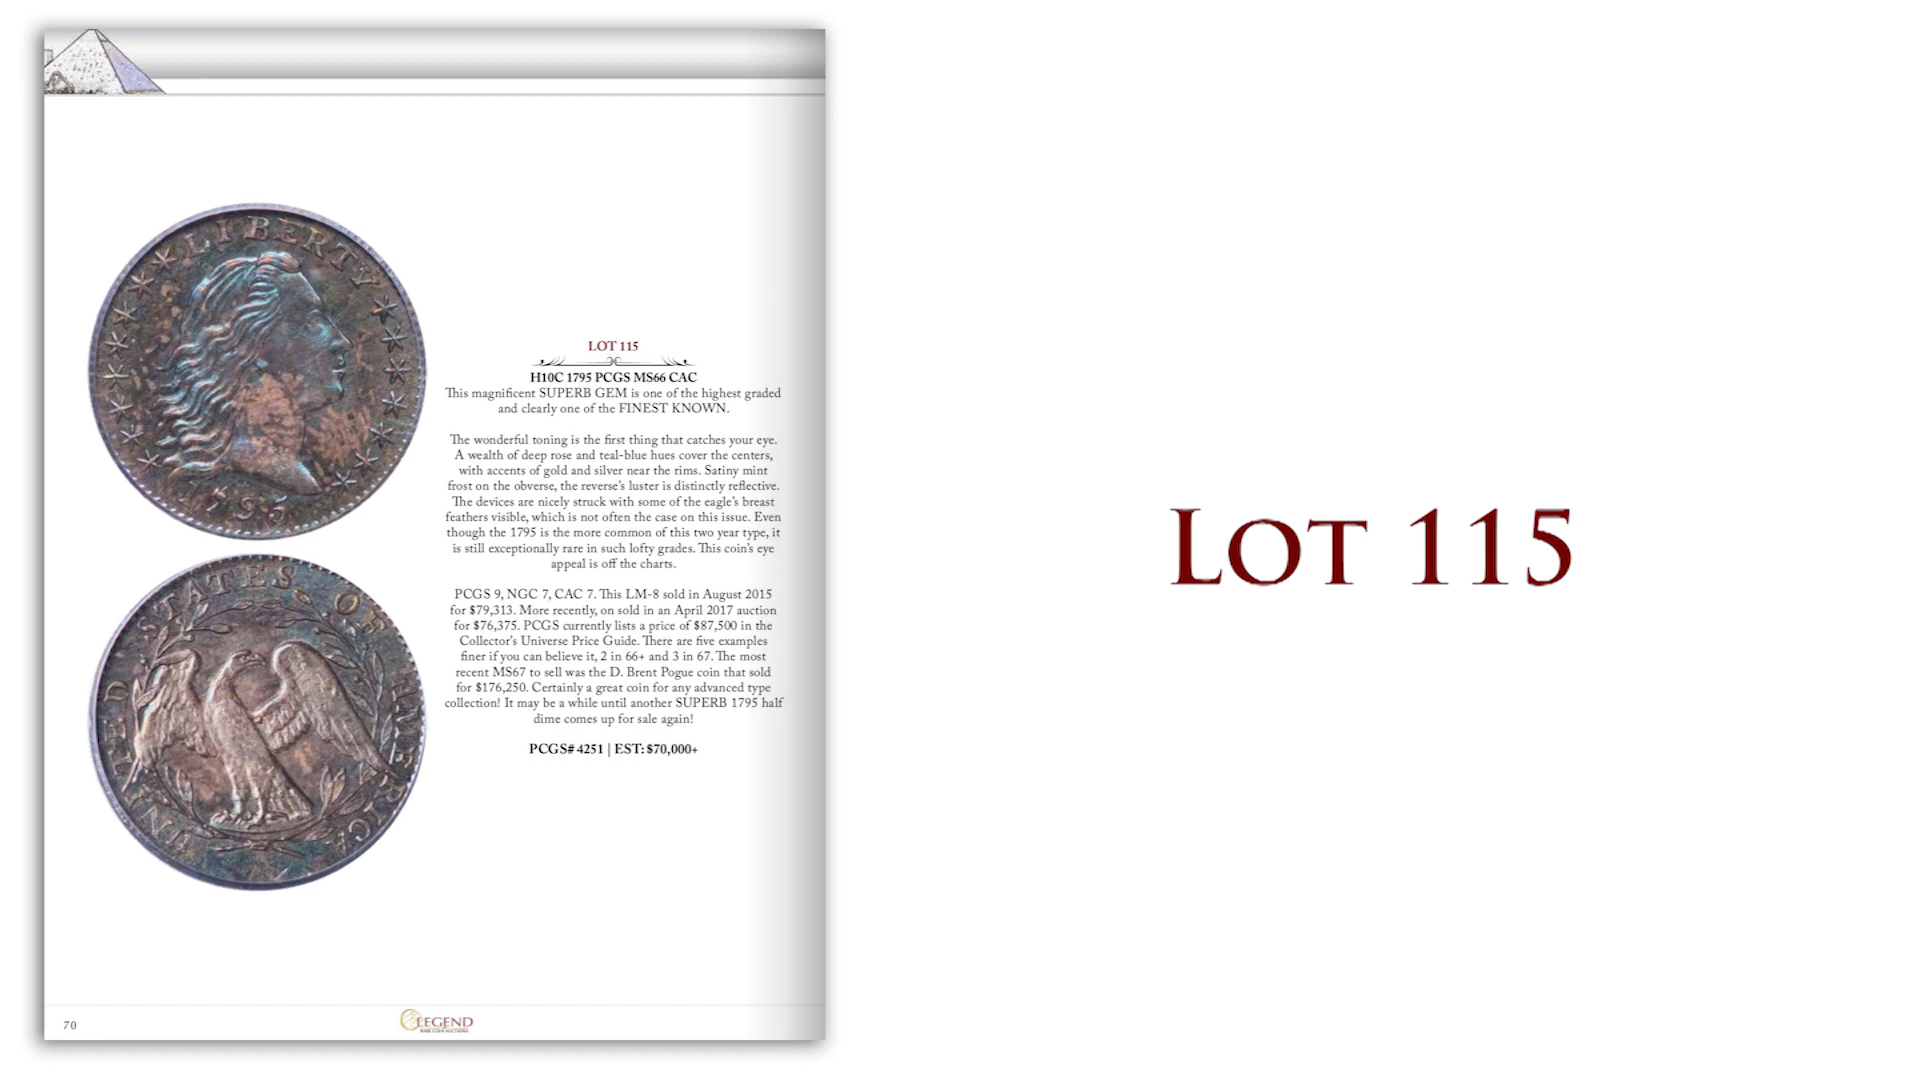 LIBERTY
1795
UNITED STATES OF AMERICA
LOT 115
H10C 1795 PCGS MS66 CAC
This magnificent SUPERB GEM is one of the highest graded
and clearly one of the FINEST KNOWN.
The wonderful toning is the first thing that catches your eye.
A wealth of deep rose and teal-blue hues cover the centers,
with accents of gold and silver near the rims. Satiny mint
frost on the obverse, the reverse's luster is distinctly reflective.
The devices are nicely struck with some of the eagle's breast
feathers visible, which is not often the case on this issue. Even
though the 1795 is the more common of this two year type, it
is still exceptionally rare in such lofty grades. This coin's eye
appeal is off the charts.
PCGS 9, NGC 7, CAC 7. This LM-8 sold in August 2015
for $79,313. More recently, on sold in an April 2017 auction
for $76,375. PCGS currently lists a price of $87,500 in the
Collector's Universe Price Guide. There are five examples
finer if you can believe it, 2 in 66+ and 3 in 67. The most
recent MS67 to sell was the D. Brent Pogue coin that sold
for $176,250. Certainly a great coin for any advanced type
collection! It may be a while until another SUPERB 1795 half
dime comes up for sale again!
PCGS# 4251 | EST: $70,000+
70
LEGEND
RARE COIN AUCTIONS
LOT 115